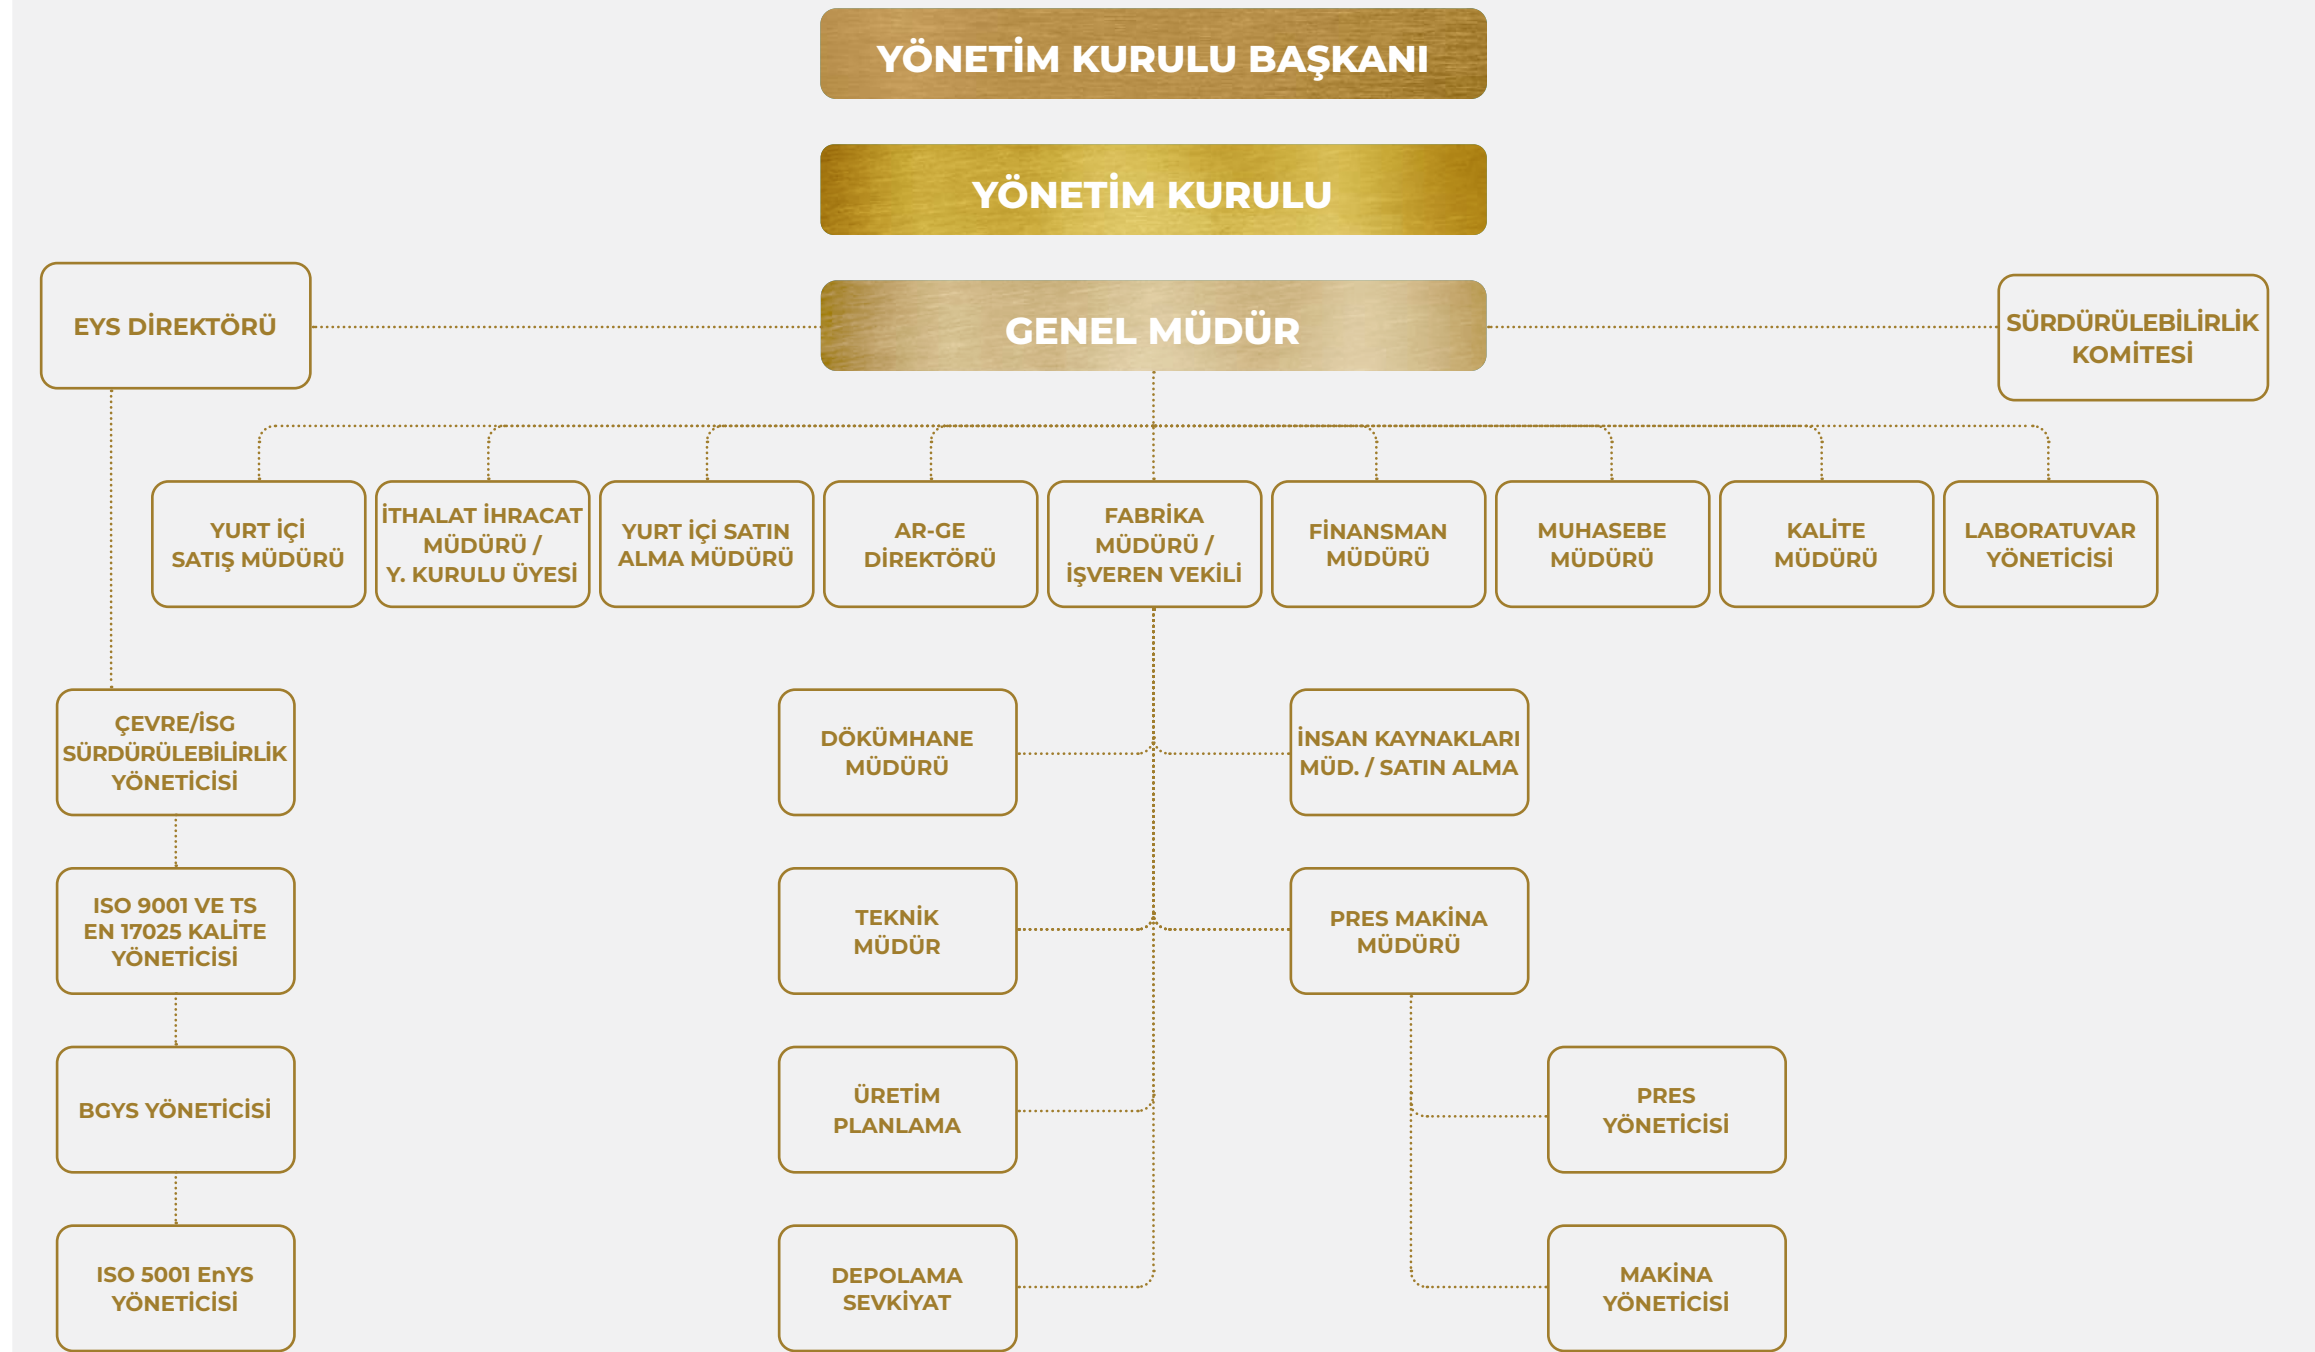 YÖNETİM KURULU BAŞKANI
YÖNETİM KURULU
EYS DİREKTÖRÜ
GENEL MÜDÜR
SÜRDÜRÜLEBİLİRLİK
KOMİTESİ
YURT İÇİ
SATIŞ MÜDÜRÜ
İTHALAT İHRACAT
MÜDÜRÜ /
Y. KURULU ÜYESİ
YURT İÇİ SATIN
ALMA MÜDÜRÜ
AR-GE
DİREKTÖRÜ
FABRİKA
MÜDÜRÜ /
İŞVEREN VEKİLİ
FİNANSMAN
MÜDÜRÜ
MUHASEBE
MÜDÜRÜ
KALİTE
MÜDÜRÜ
LABORATUVAR
YÖNETİCİSİ
ÇEVRE/İSG
SÜRDÜRÜLEBİLİRLİK
YÖNETİCİSİ
DÖKÜMHANE
MÜDÜRÜ
İNSAN KAYNAKLARI
MÜD. / SATIN ALMA
ISO 9001 VE TS
EN 17025 KALİTE
YÖNETİCİSİ
TEKNİK
MÜDÜR
PRES MAKİNA
MÜDÜRÜ
BGYS YÖNETİCİSİ
ÜRETİM
PLANLAMA
PRES
YÖNETİCİSİ
ISO 5001 EnYS
YÖNETİCİSİ
DEPOLAMA
SEVKİYAT
MAKİNA
YÖNETİCİSİ